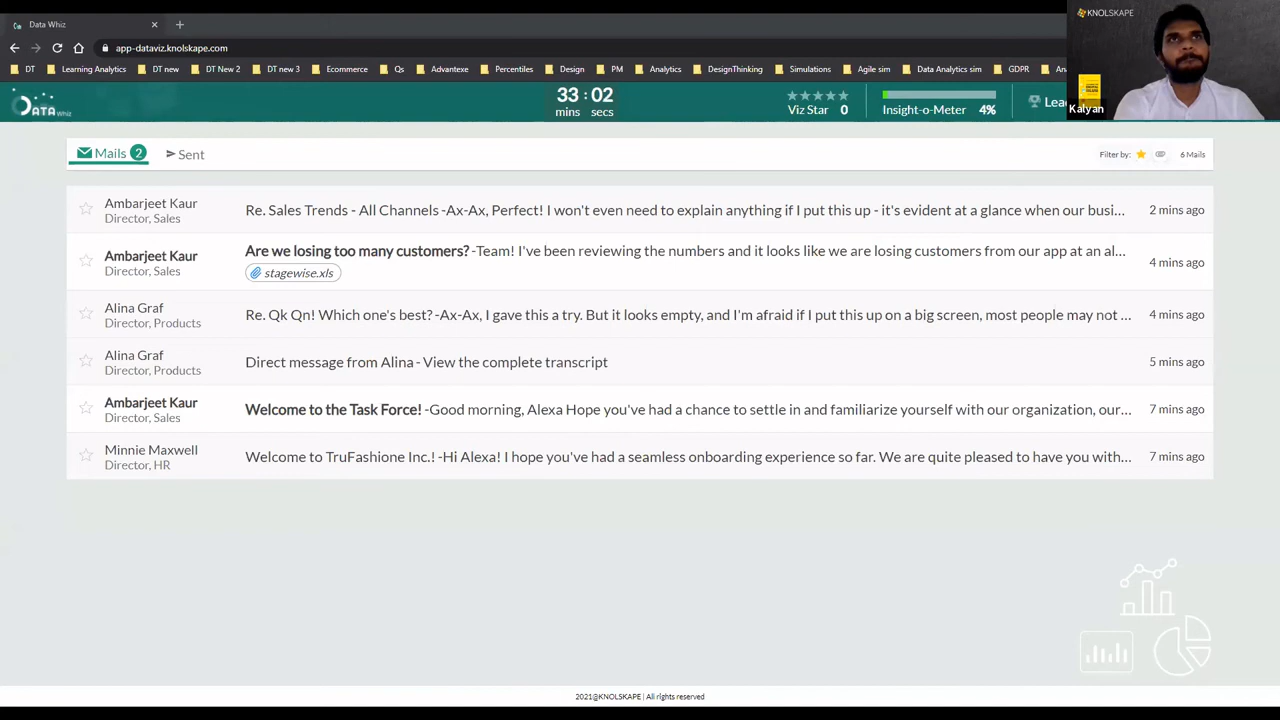 Data Whiz
KNOLSKAPE
app-dataviz.knolskape.com
DT Learning Analytics DT new DT New 2 DT new 3 Ecommerce Qs Advantexe Percentiles Design PM Analytics DesignThinking Simulations Agile sim Data Analytics sim GDPR
DATA Whiz
33 : 02
mins secs
Viz Star 0
Insight-o-Meter 4%
Kalyan
Mails 2
Sent
Filter by:
6 Mails
Ambarjeet Kaur
Director, Sales
Re. Sales Trends - All Channels -Ax-Ax, Perfect! I won't even need to explain anything if I put this up - it's evident at a glance when our busi...
2 mins ago
Ambarjeet Kaur
Director, Sales
Are we losing too many customers? -Team! I've been reviewing the numbers and it looks like we are losing customers from our app at an al...
stagewise.xls
4 mins ago
Alina Graf
Director, Products
Re. Qk Qn! Which one's best? -Ax-Ax, I gave this a try. But it looks empty, and I'm afraid if I put this up on a big screen, most people may not ...
4 mins ago
Alina Graf
Director, Products
Direct message from Alina - View the complete transcript
5 mins ago
Ambarjeet Kaur
Director, Sales
Welcome to the Task Force! -Good morning, Alexa Hope you've had a chance to settle in and familiarize yourself with our organization, our...
7 mins ago
Minnie Maxwell
Director, HR
Welcome to TruFashione Inc.! -Hi Alexa! I hope you've had a seamless onboarding experience so far. We are quite pleased to have you with...
7 mins ago
2021@KNOLSKAPE | All rights reserved